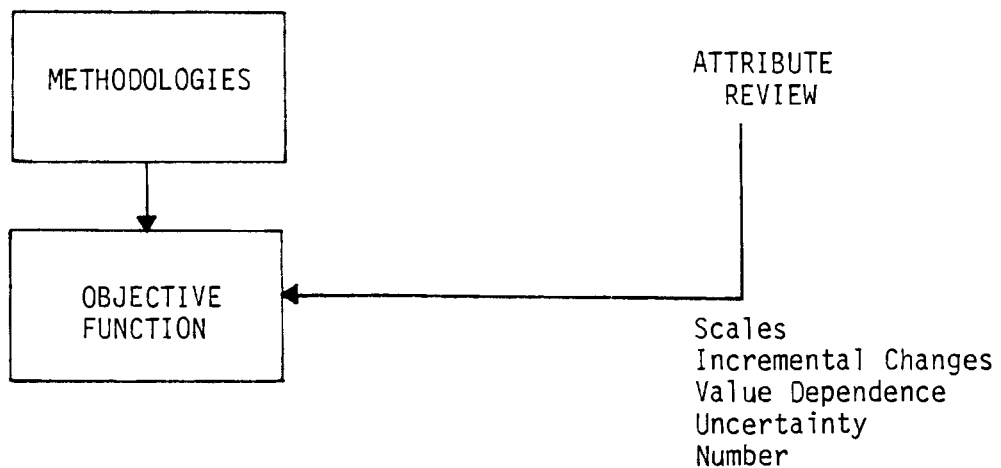 METHODOLOGIES
ATTRIBUTE
REVIEW
OBJECTIVE
FUNCTION
Scales
Incremental Changes
Value Dependence
Uncertainty
Number